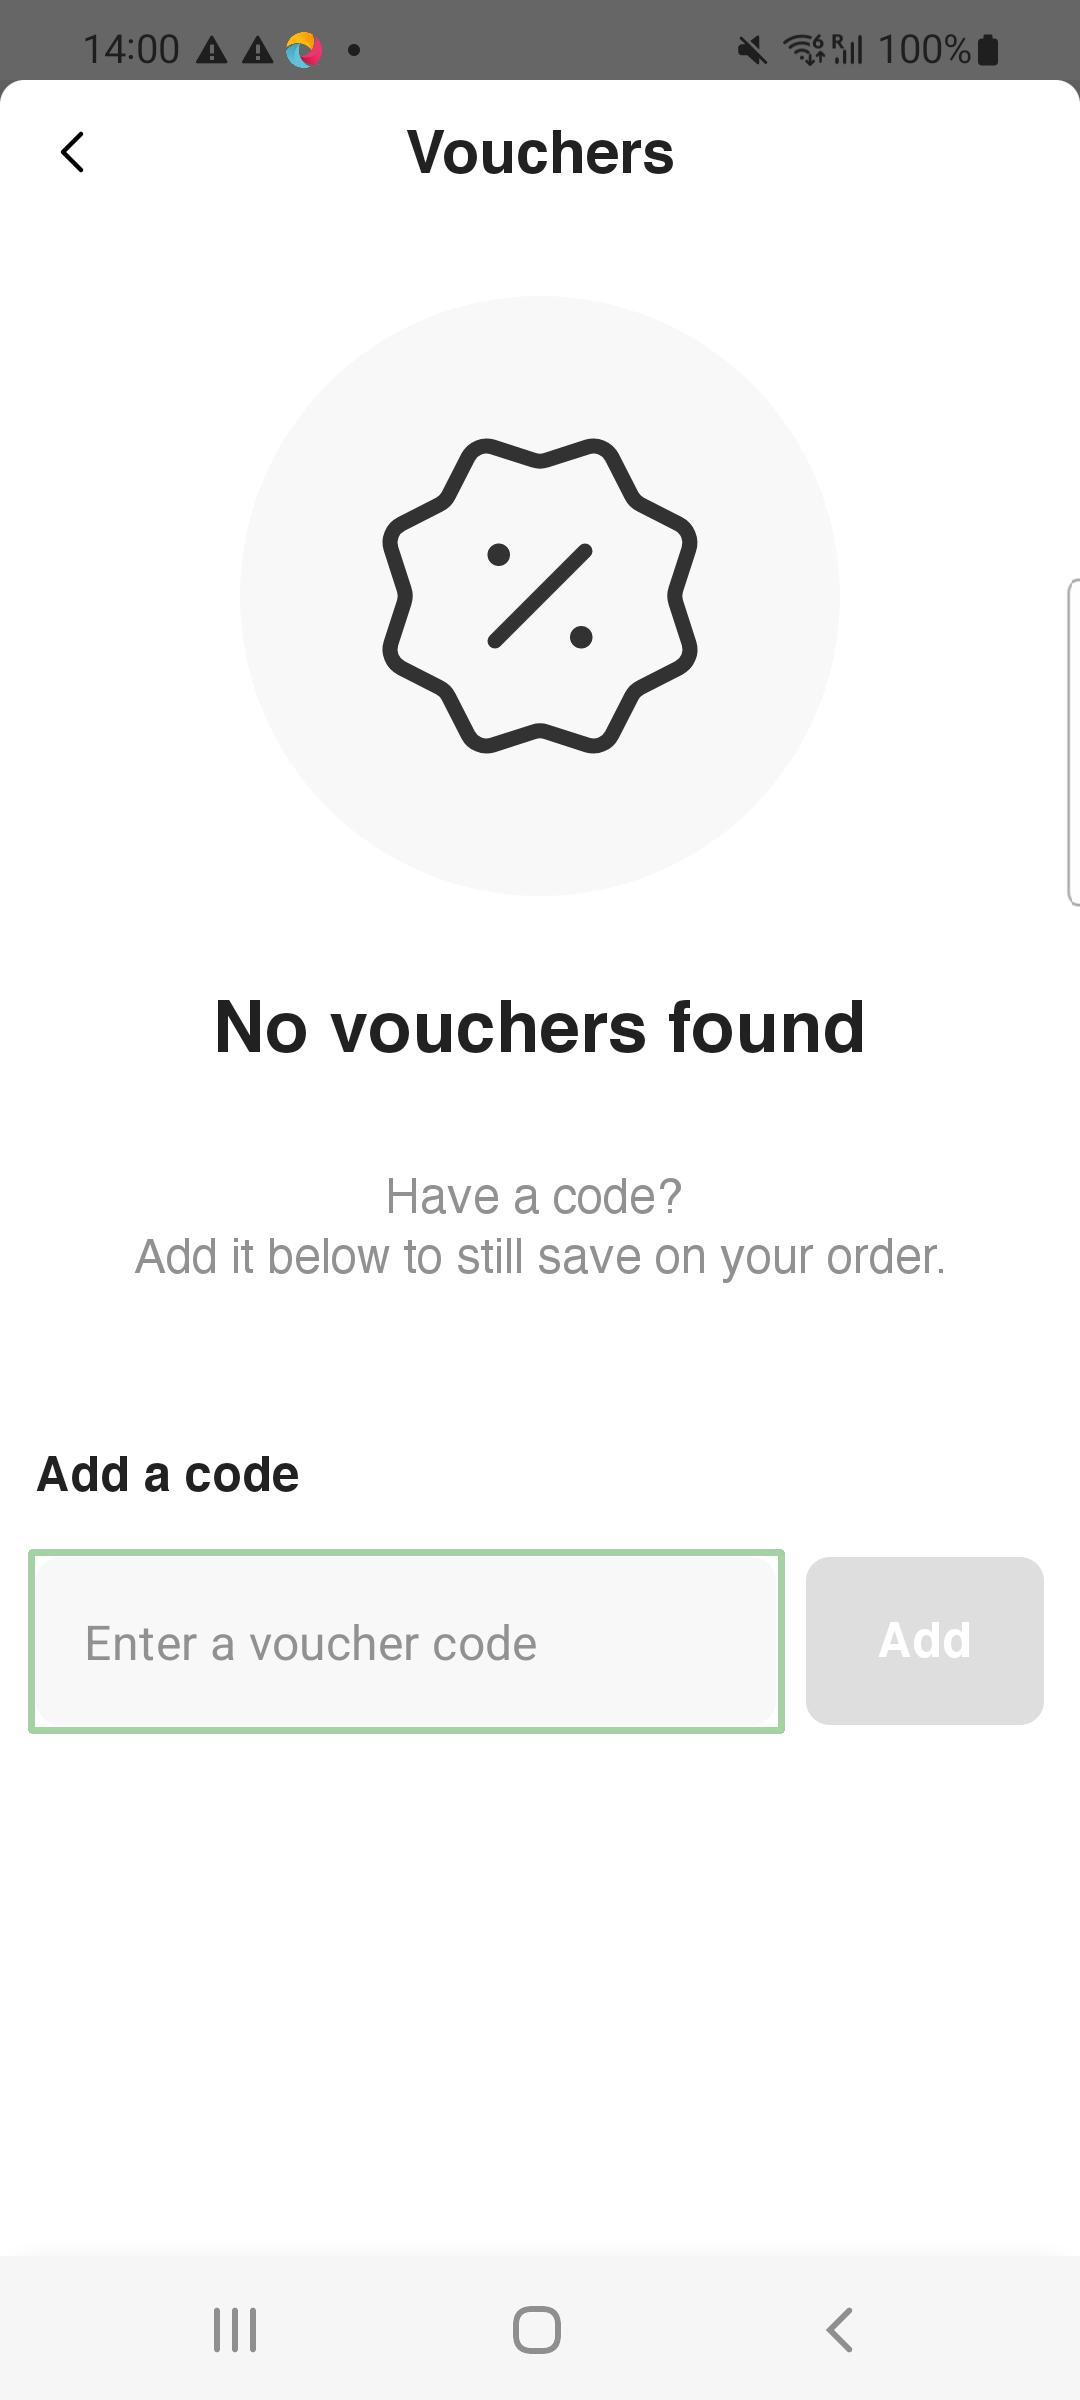 14:00
6 R 100%
Vouchers
No vouchers found
Have a code?
Add it below to still save on your order.
Add a code
Enter a voucher code
Add